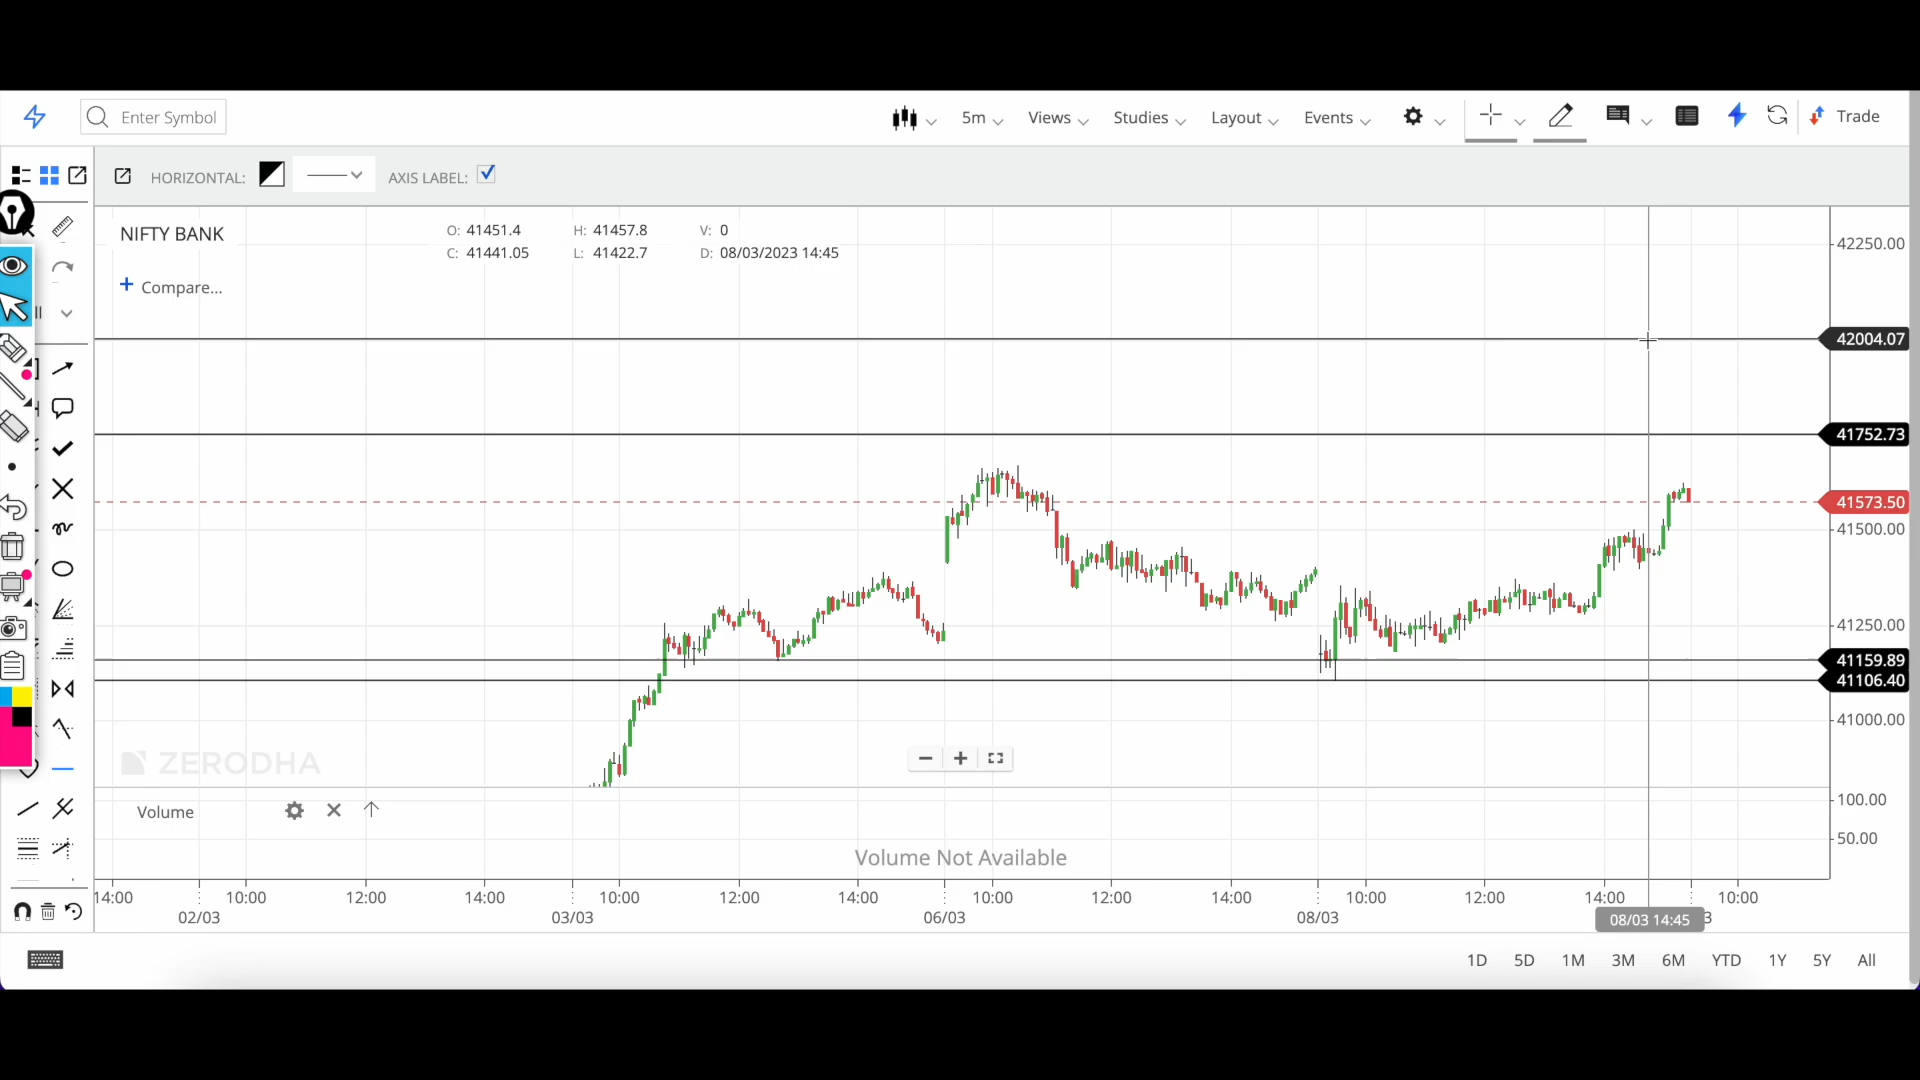 Enter Symbol
5m
Views
Studies
Layout
Events
Trade
HORIZONTAL:
AXIS LABEL:
NIFTY BANK
O: 41451.4 H: 41457.8 V: 0
C: 41441.05 L: 41422.7 D: 08/03/2023 14:45
+ Compare...
42250.00
42004.07
41752.73
41573.50
41500.00
41250.00
41159.89
41106.40
41000.00
ZERODHA
Volume
100.00
50.00
Volume Not Available
14:00 10:00 12:00 14:00 10:00 12:00 14:00 10:00 12:00 14:00 10:00 12:00 14:00 10:00
02/03 03/03 06/03 08/03 08/03 14:45 3
1D 5D 1M 3M 6M YTD 1Y 5Y All